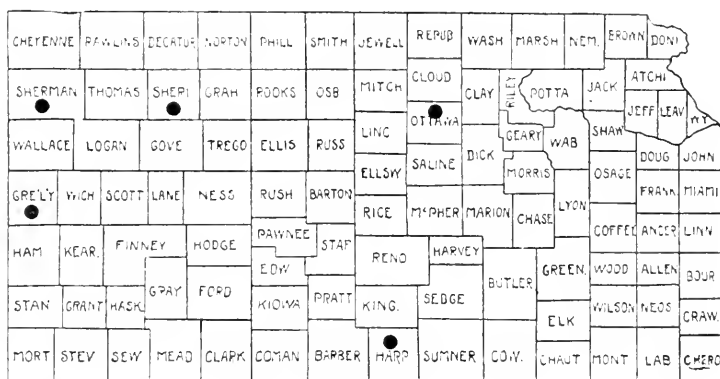 CHEYENNE RAWLINS DECATUR NORTON PHILL SMITH JEWELL REPUB WASH MARSH NEM. BROWN DONI
SHERMAN THOMAS SHERI GRAH ROOKS OSB MITCH CLOUD CLAY RILEY POTTA JACK ATCHI
JEFF LEAV WY
WALLACE LOGAN GOVE TREGO ELLIS RUSS LINC OTTAWA GEARY WAB SHAW DOUG JOHN
ELLSW SALINE DICK MORRIS OSAGE
GRE'L'Y WICH SCOTT LANE NESS RUSH BARTON RICE McPHER MARION CHASE LYON FRANK MIAMI
HAM KEAR. FINNEY HODGE PAWNEE STAF RENO HARVEY COFFEE ANDER LINN
EDW BUTLER GREEN. WOOD ALLEN BOUR
STAN GRANT HASK. GRAY FORD KIOWA PRATT KING. SEDGE ELK WILSON NEOS. CRAW.
MORT STEV SEW MEAD CLARK COMAN BARBER HARP SUMNER COW. CHAUT MONT LAB CHERO